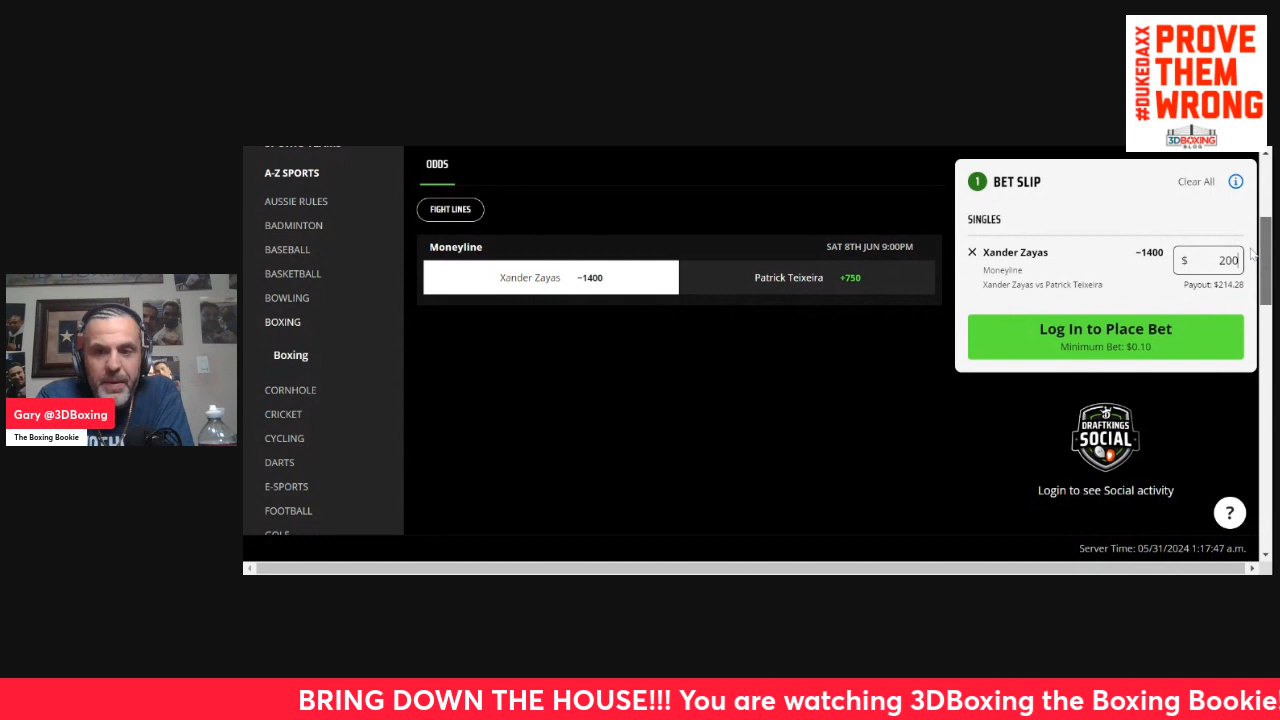 #DUKEDAXX
PROVE
THEM
WRONG
3DBOXING
BLOG
A-Z SPORTS
AUSSIE RULES
BADMINTON
BASEBALL
BASKETBALL
BOWLING
BOXING
Boxing
CORNHOLE
CRICKET
CYCLING
DARTS
E-SPORTS
FOOTBALL
GOLF
ODDS
FIGHT LINES
Moneyline SAT 8TH JUN 9:00PM
Xander Zayas −1400 Patrick Teixeira +750
1 BET SLIP Clear All i
SINGLES
Xander Zayas −1400 $ 200
Moneyline
Xander Zayas vs Patrick Teixeira Payout: $214.28
Log In to Place Bet
Minimum Bet: $0.10
DRAFTKINGS
SOCIAL
Login to see Social activity
?
Server Time: 05/31/2024 1:17:47 a.m.
Gary @3DBoxing
The Boxing Bookie
BRING DOWN THE HOUSE!!! You are watching 3DBoxing the Boxing Bookie!